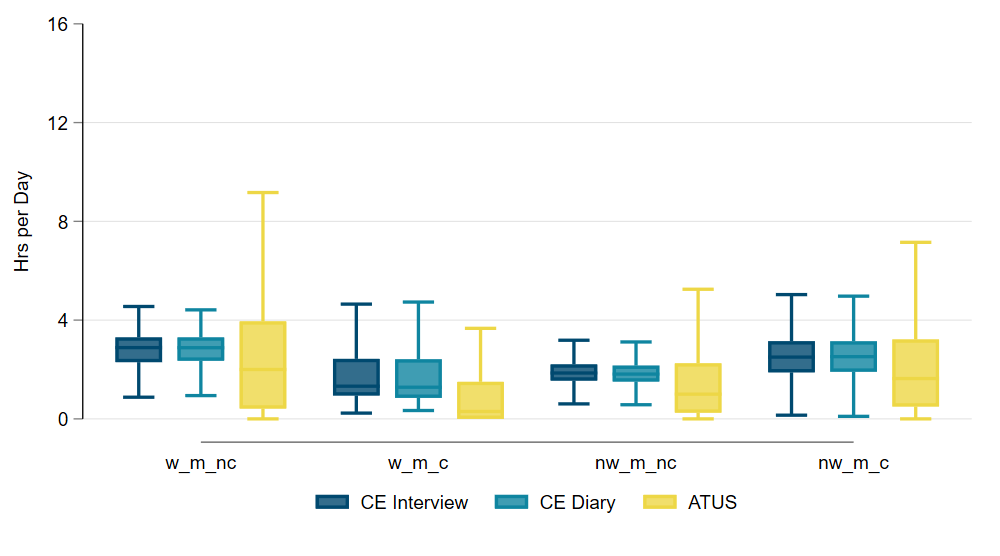 16
12
8
4
0
Hrs per Day
w_m_nc w_m_c nw_m_nc nw_m_c
CE Interview CE Diary ATUS